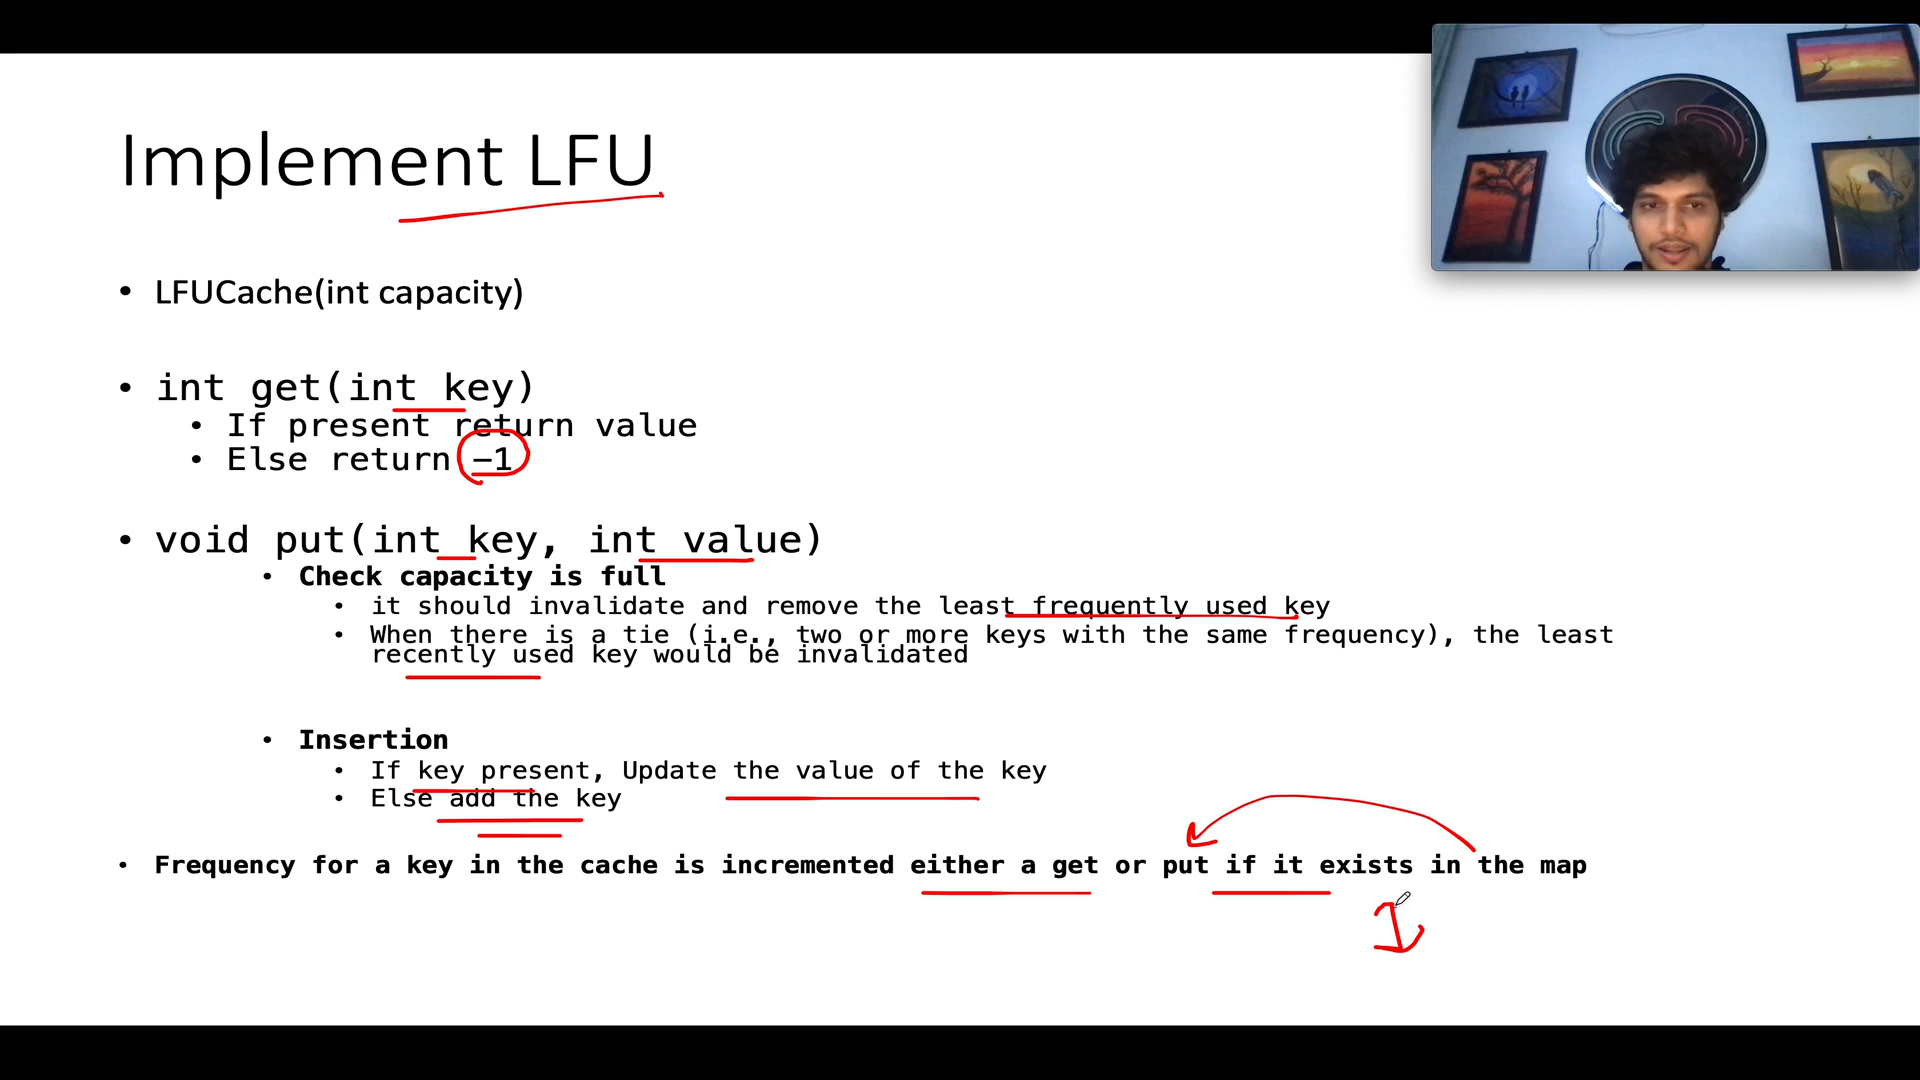 Implement LFU
• LFUCache(int capacity)
• int get(int key)
• If present return value
• Else return -1
• void put(int key, int value)
• Check capacity is full
• it should invalidate and remove the least frequently used key
• When there is a tie (i.e., two or more keys with the same frequency), the least
recently used key would be invalidated
• Insertion
• If key present, Update the value of the key
• Else add the key
• Frequency for a key in the cache is incremented either a get or put if it exists in the map